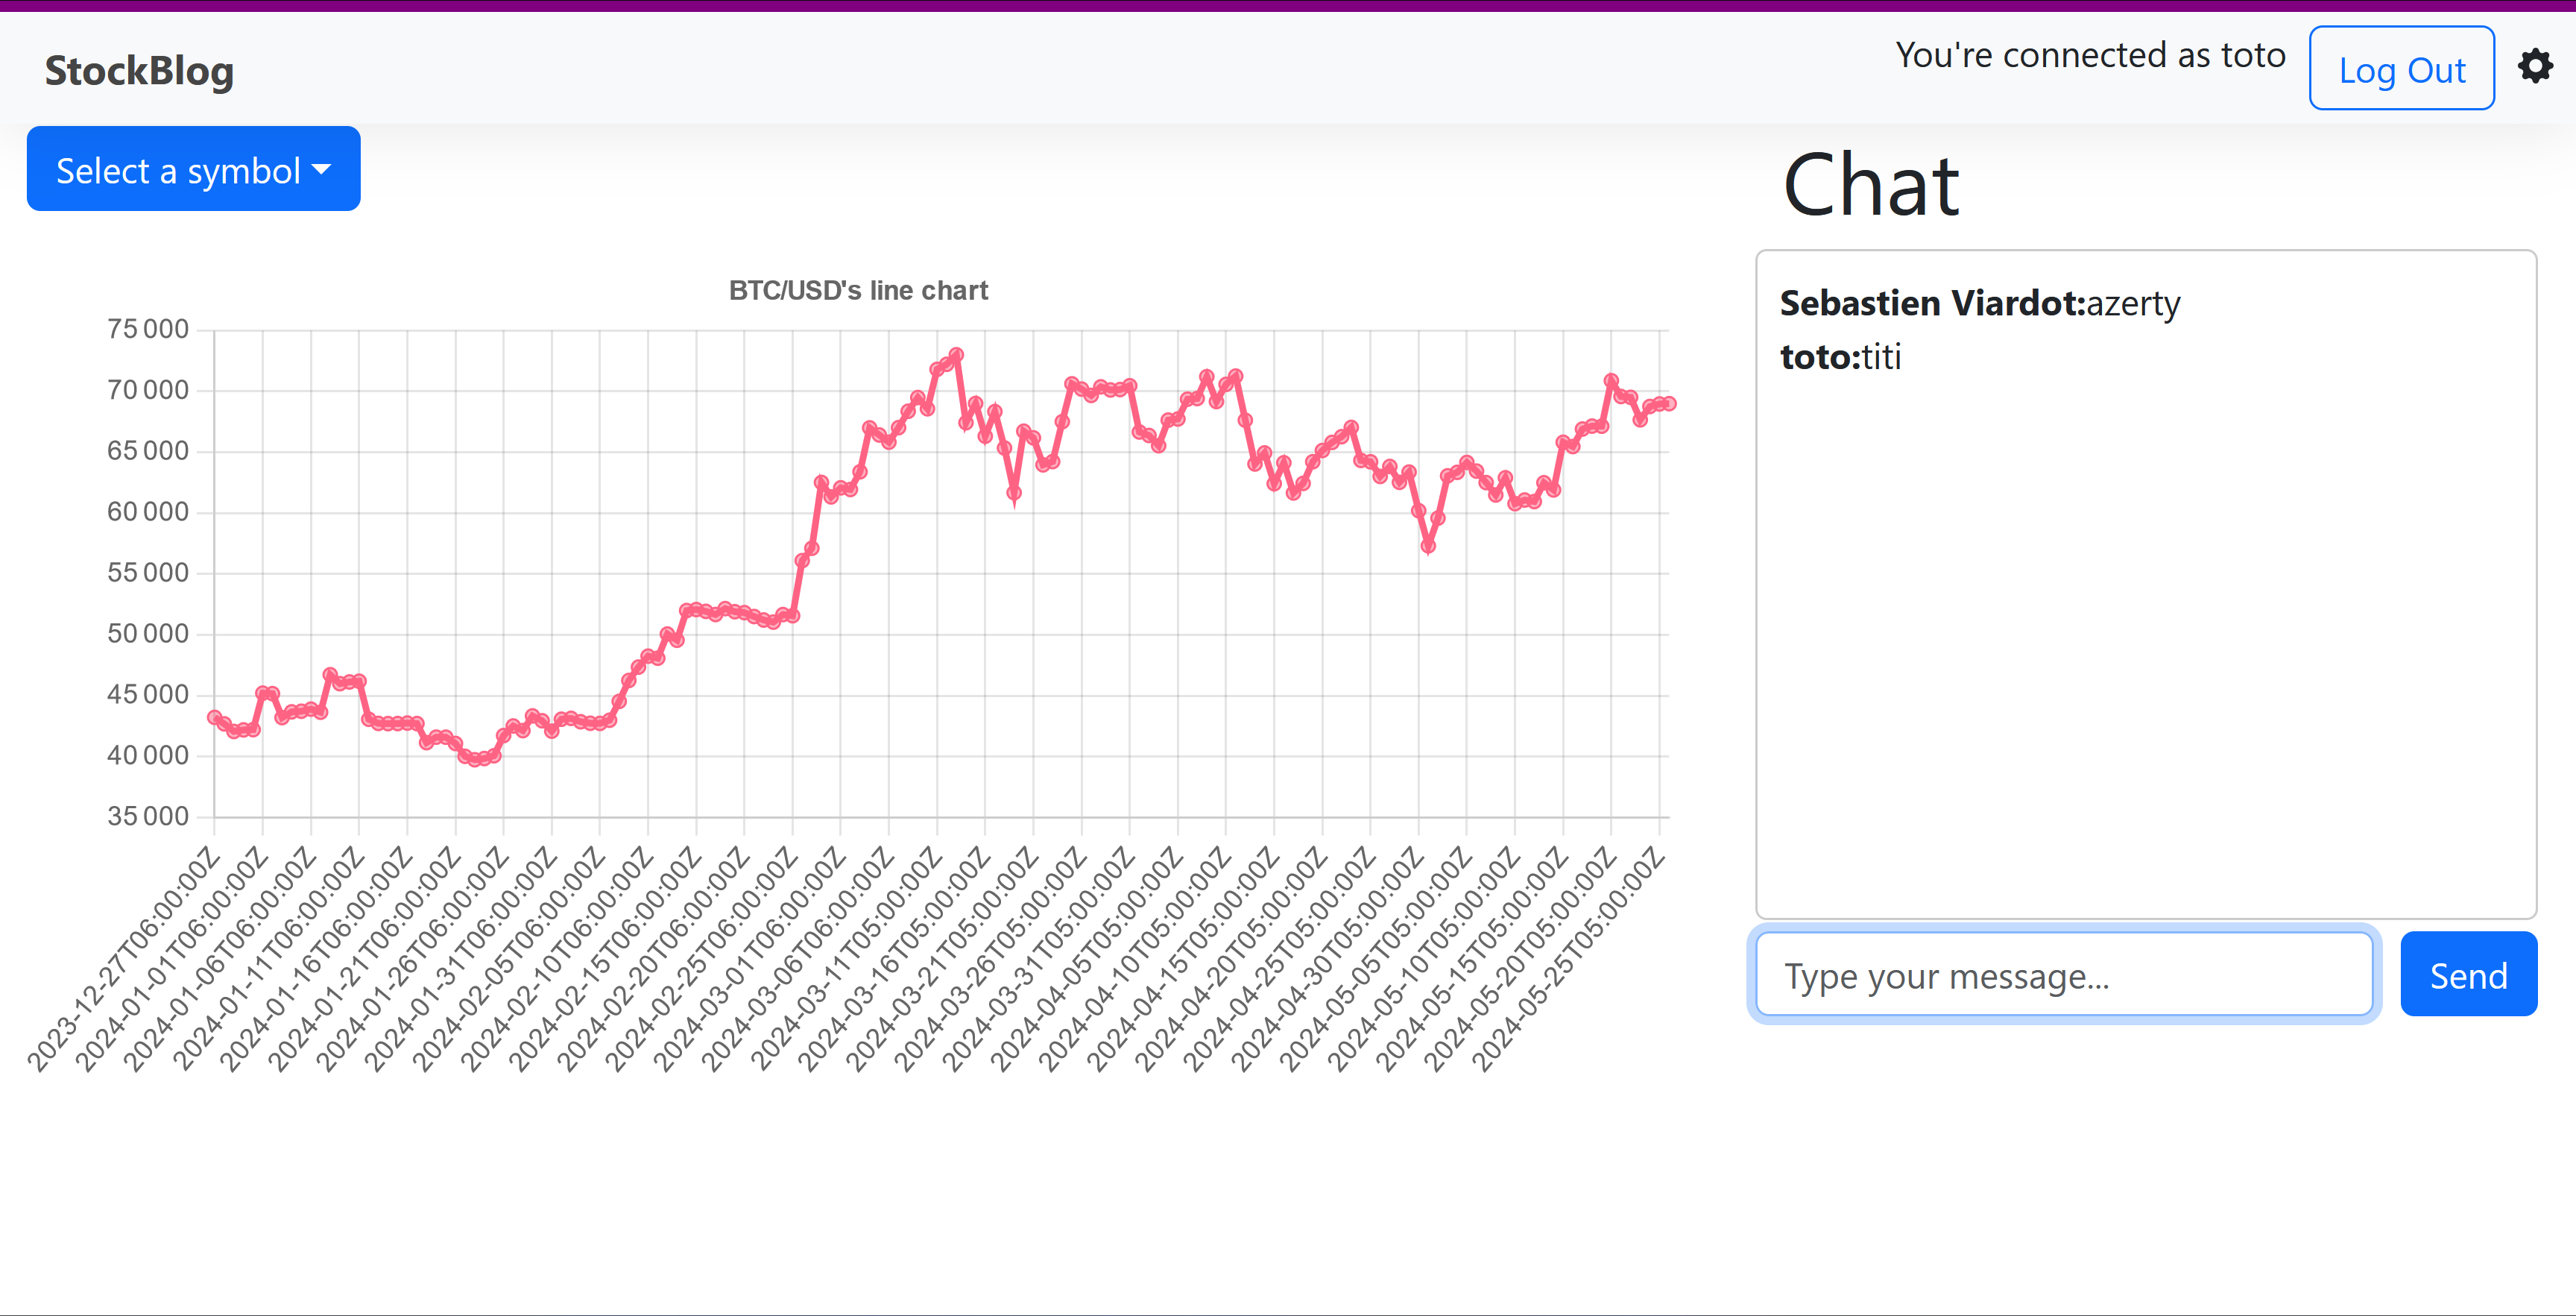 StockBlog
You're connected as toto
Log Out
Select a symbol
Chat
BTC/USD's line chart
75 000
70 000
65 000
60 000
55 000
50 000
45 000
40 000
35 000
2023-12-27T06:00:00Z
2024-01-01T06:00:00Z
2024-01-06T06:00:00Z
2024-01-11T06:00:00Z
2024-01-16T06:00:00Z
2024-01-21T06:00:00Z
2024-01-26T06:00:00Z
2024-01-31T06:00:00Z
2024-02-05T06:00:00Z
2024-02-10T06:00:00Z
2024-02-15T06:00:00Z
2024-02-20T06:00:00Z
2024-02-25T06:00:00Z
2024-03-01T06:00:00Z
2024-03-06T06:00:00Z
2024-03-11T05:00:00Z
2024-03-16T05:00:00Z
2024-03-21T05:00:00Z
2024-03-26T05:00:00Z
2024-03-31T05:00:00Z
2024-04-05T05:00:00Z
2024-04-10T05:00:00Z
2024-04-15T05:00:00Z
2024-04-20T05:00:00Z
2024-04-25T05:00:00Z
2024-04-30T05:00:00Z
2024-05-05T05:00:00Z
2024-05-10T05:00:00Z
2024-05-15T05:00:00Z
2024-05-20T05:00:00Z
2024-05-25T05:00:00Z
Sebastien Viardot:azerty
toto:titi
Type your message...
Send